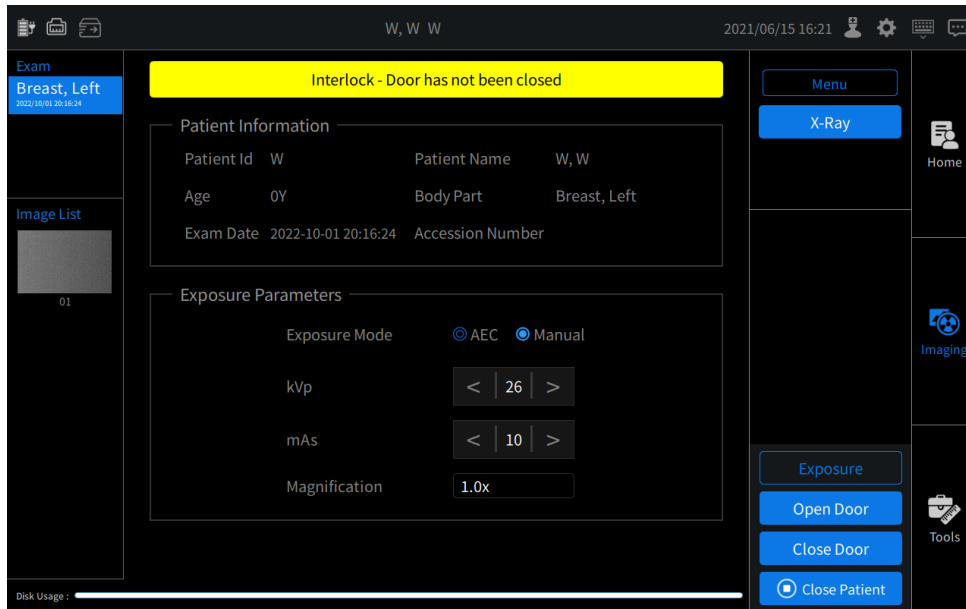 W, W W
2021/06/15 16:21
Exam
Breast, Left
2022/10/01 20:16:24
Image List
01
Interlock - Door has not been closed
Patient Information
Patient Id W Patient Name W, W
Age 0Y Body Part Breast, Left
Exam Date 2022-10-01 20:16:24 Accession Number
Exposure Parameters
Exposure Mode AEC Manual
kVp < 26 >
mAs < 10 >
Magnification 1.0x
Menu
X-Ray
Exposure
Open Door
Close Door
Close Patient
Home
Imaging
Tools
Disk Usage :